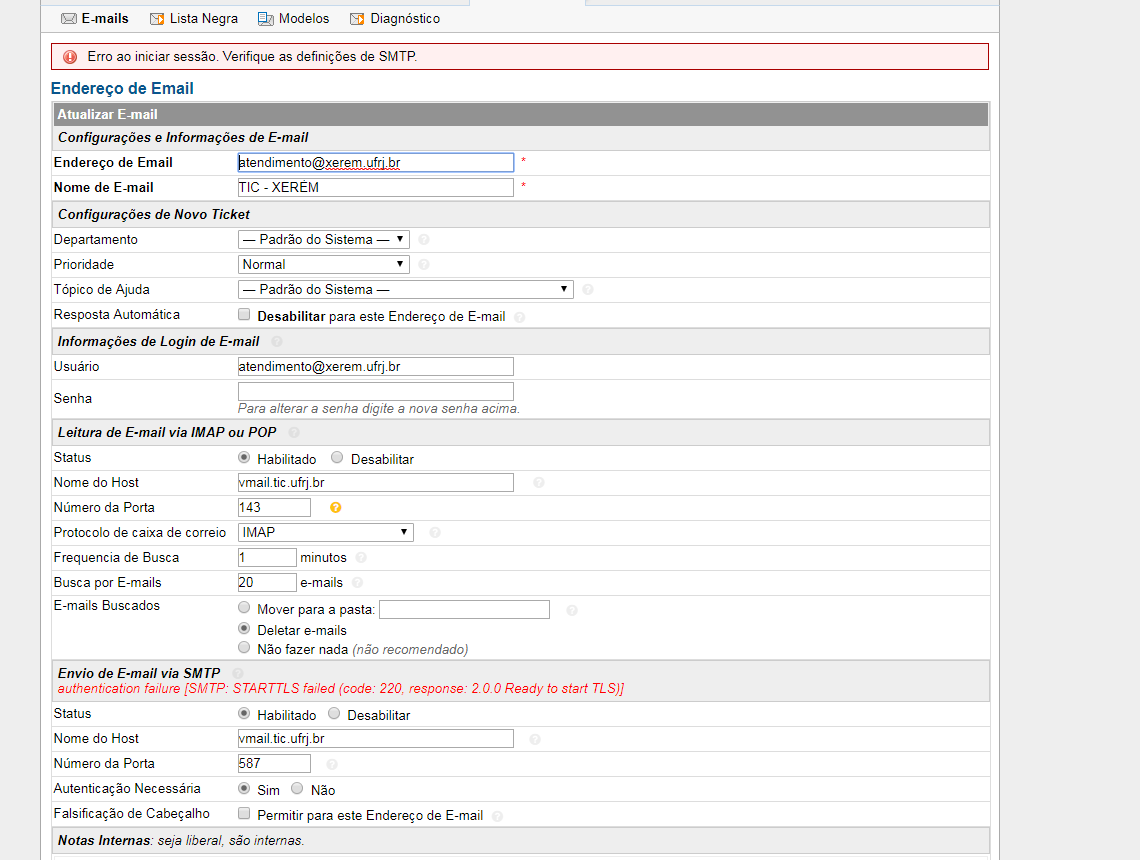 E-mails Lista Negra Modelos Diagnóstico
Erro ao iniciar sessão. Verifique as definições de SMTP.
Endereço de Email
Atualizar E-mail
Configurações e Informações de E-mail
Endereço de Email atendimento@xerem.ufrj.br *
Nome de E-mail TIC - XERÉM *
Configurações de Novo Ticket
Departamento — Padrão do Sistema —
Prioridade Normal
Tópico de Ajuda — Padrão do Sistema —
Resposta Automática Desabilitar para este Endereço de E-mail
Informações de Login de E-mail
Usuário atendimento@xerem.ufrj.br
Senha
Para alterar a senha digite a nova senha acima.
Leitura de E-mail via IMAP ou POP
Status Habilitado Desabilitar
Nome do Host vmail.tic.ufrj.br
Número da Porta 143
Protocolo de caixa de correio IMAP
Frequencia de Busca 1 minutos
Busca por E-mails 20 e-mails
E-mails Buscados Mover para a pasta:
Deletar e-mails
Não fazer nada (não recomendado)
Envio de E-mail via SMTP
authentication failure [SMTP: STARTTLS failed (code: 220, response: 2.0.0 Ready to start TLS)]
Status Habilitado Desabilitar
Nome do Host vmail.tic.ufrj.br
Número da Porta 587
Autenticação Necessária Sim Não
Falsificação de Cabeçalho Permitir para este Endereço de E-mail
Notas Internas: seja liberal, são internas.